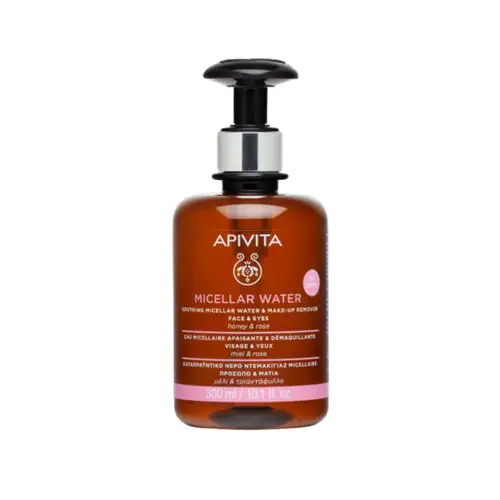 APIVITA
MICELLAR WATER
SOOTHING MICELLAR WATER & MAKE-UP REMOVER
FACE & EYES
honey & rose
EAU MICELLAIRE APAISANTE & DÉMAQUILLANTE
VISAGE & YEUX
miel & rose
ΚΑΤΑΠΡΑΫΝΤΙΚΟ ΝΕΡΟ ΝΤΕΜΑΚΙΓΙΑΖ MICELLAIRE
ΠΡΟΣΩΠΟ & ΜΑΤΙΑ
μέλι & τριαντάφυλλο
ml / 10.1 fl. oz.